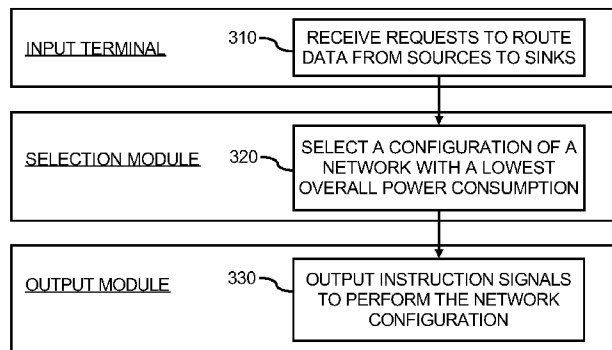 INPUT TERMINAL
310
RECEIVE REQUESTS TO ROUTE
DATA FROM SOURCES TO SINKS
SELECTION MODULE
320
SELECT A CONFIGURATION OF A
NETWORK WITH A LOWEST
OVERALL POWER CONSUMPTION
OUTPUT MODULE
330
OUTPUT INSTRUCTION SIGNALS
TO PERFORM THE NETWORK
CONFIGURATION